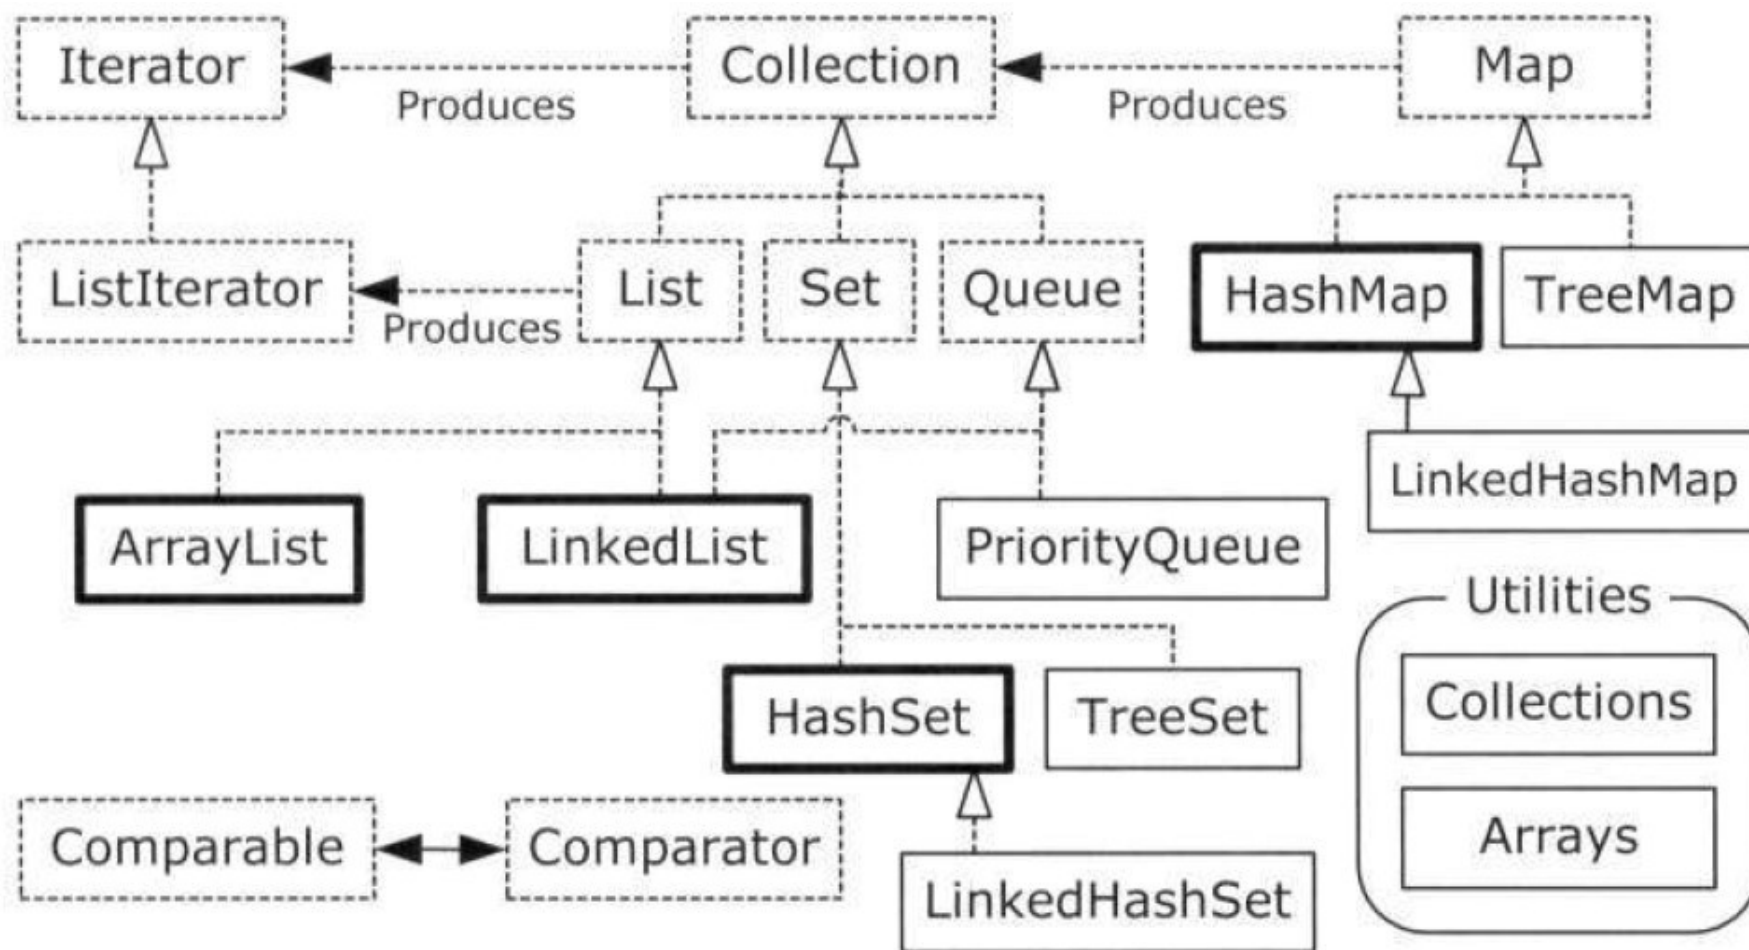 Iterator
Produces
Collection
Produces
Map
ListIterator
Produces
List
Set
Queue
HashMap
TreeMap
LinkedHashMap
ArrayList
LinkedList
PriorityQueue
Utilities
Collections
Arrays
HashSet
TreeSet
Comparable
Comparator
LinkedHashSet